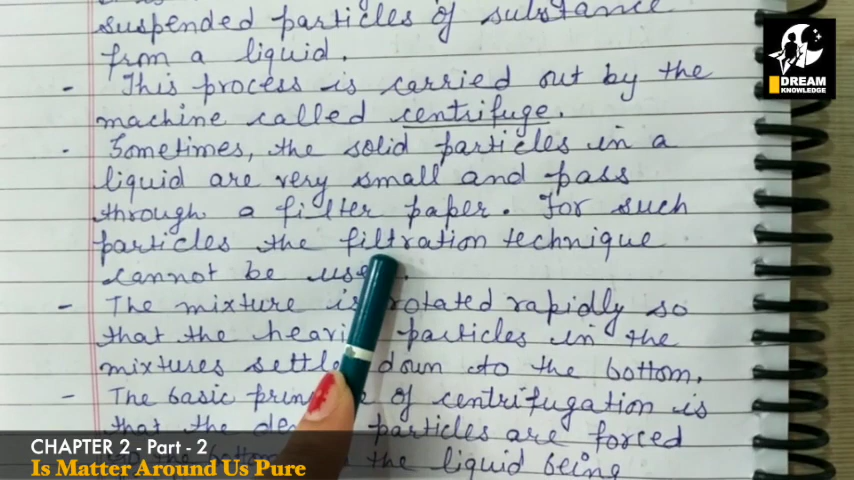 suspended particles of substance
from a liquid.
- This process is carried out by the
machine called centrifuge.
- Sometimes, the solid particles in a
liquid are very small and pass
through a filter paper. For such
particles the filtration technique
cannot be
- The mixture is rotated rapidly so
that the particles in the
mixtures settle down to the bottom.
- The basic of centrifugation is
that the particles are forced
the liquid being
DREAM
KNOWLEDGE
CHAPTER 2 - Part - 2
Is Matter Around Us Pure